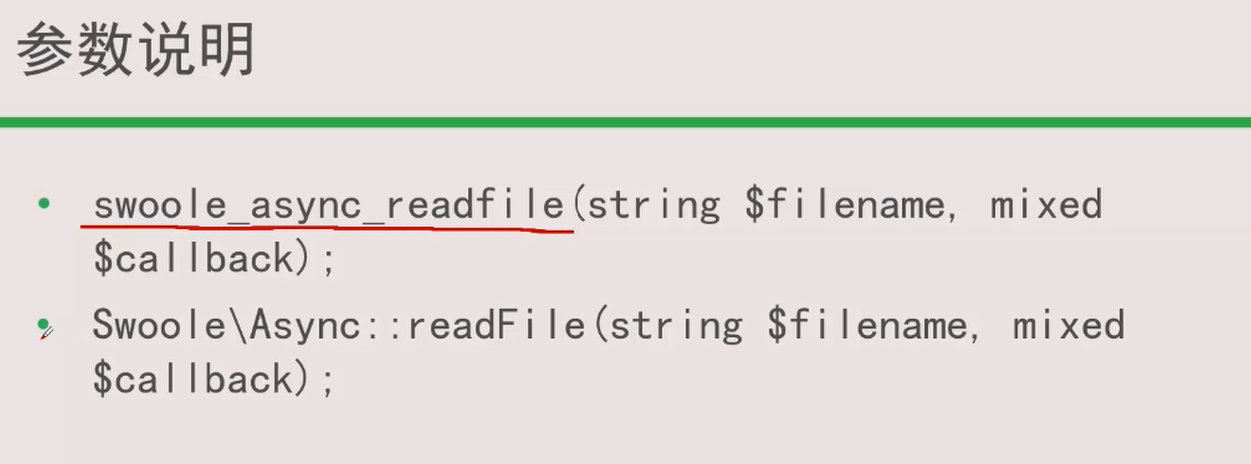 参数说明
• swoole_async_readfile(string $filename, mixed
$callback);
• Swoole\Async::readFile(string $filename, mixed
$callback);